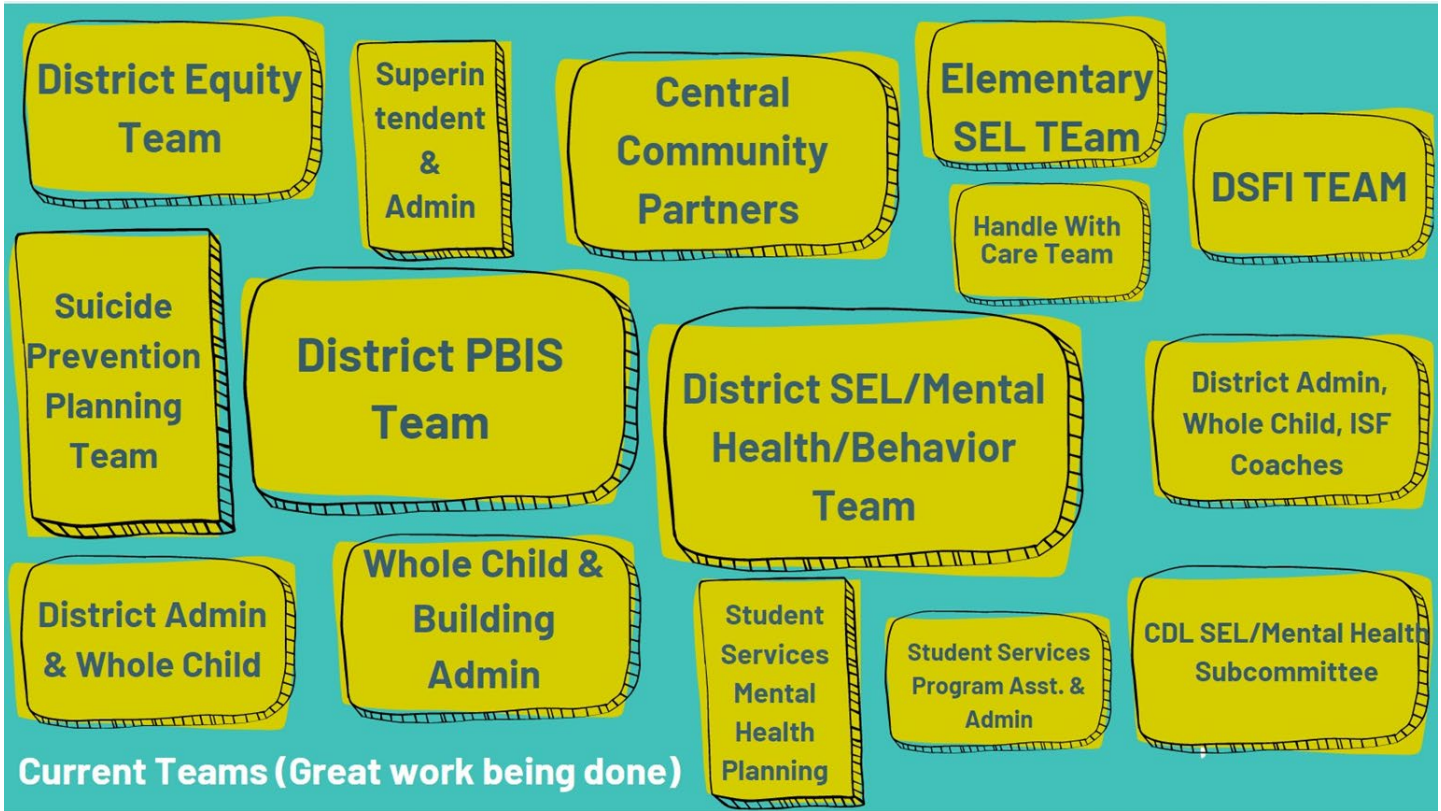 District Equity
Team
Superin
tendent
&
Admin
Central
Community
Partners
Elementary
SEL TEam
DSFI TEAM
Handle With
Care Team
Suicide
Prevention
Planning
Team
District PBIS
Team
District SEL/Mental
Health/Behavior
Team
District Admin,
Whole Child, ISF
Coaches
District Admin
& Whole Child
Whole Child &
Building
Admin
Student
Services
Mental
Health
Planning
Student Services
Program Asst. &
Admin
CDL SEL/Mental Health
Subcommittee
Current Teams (Great work being done)